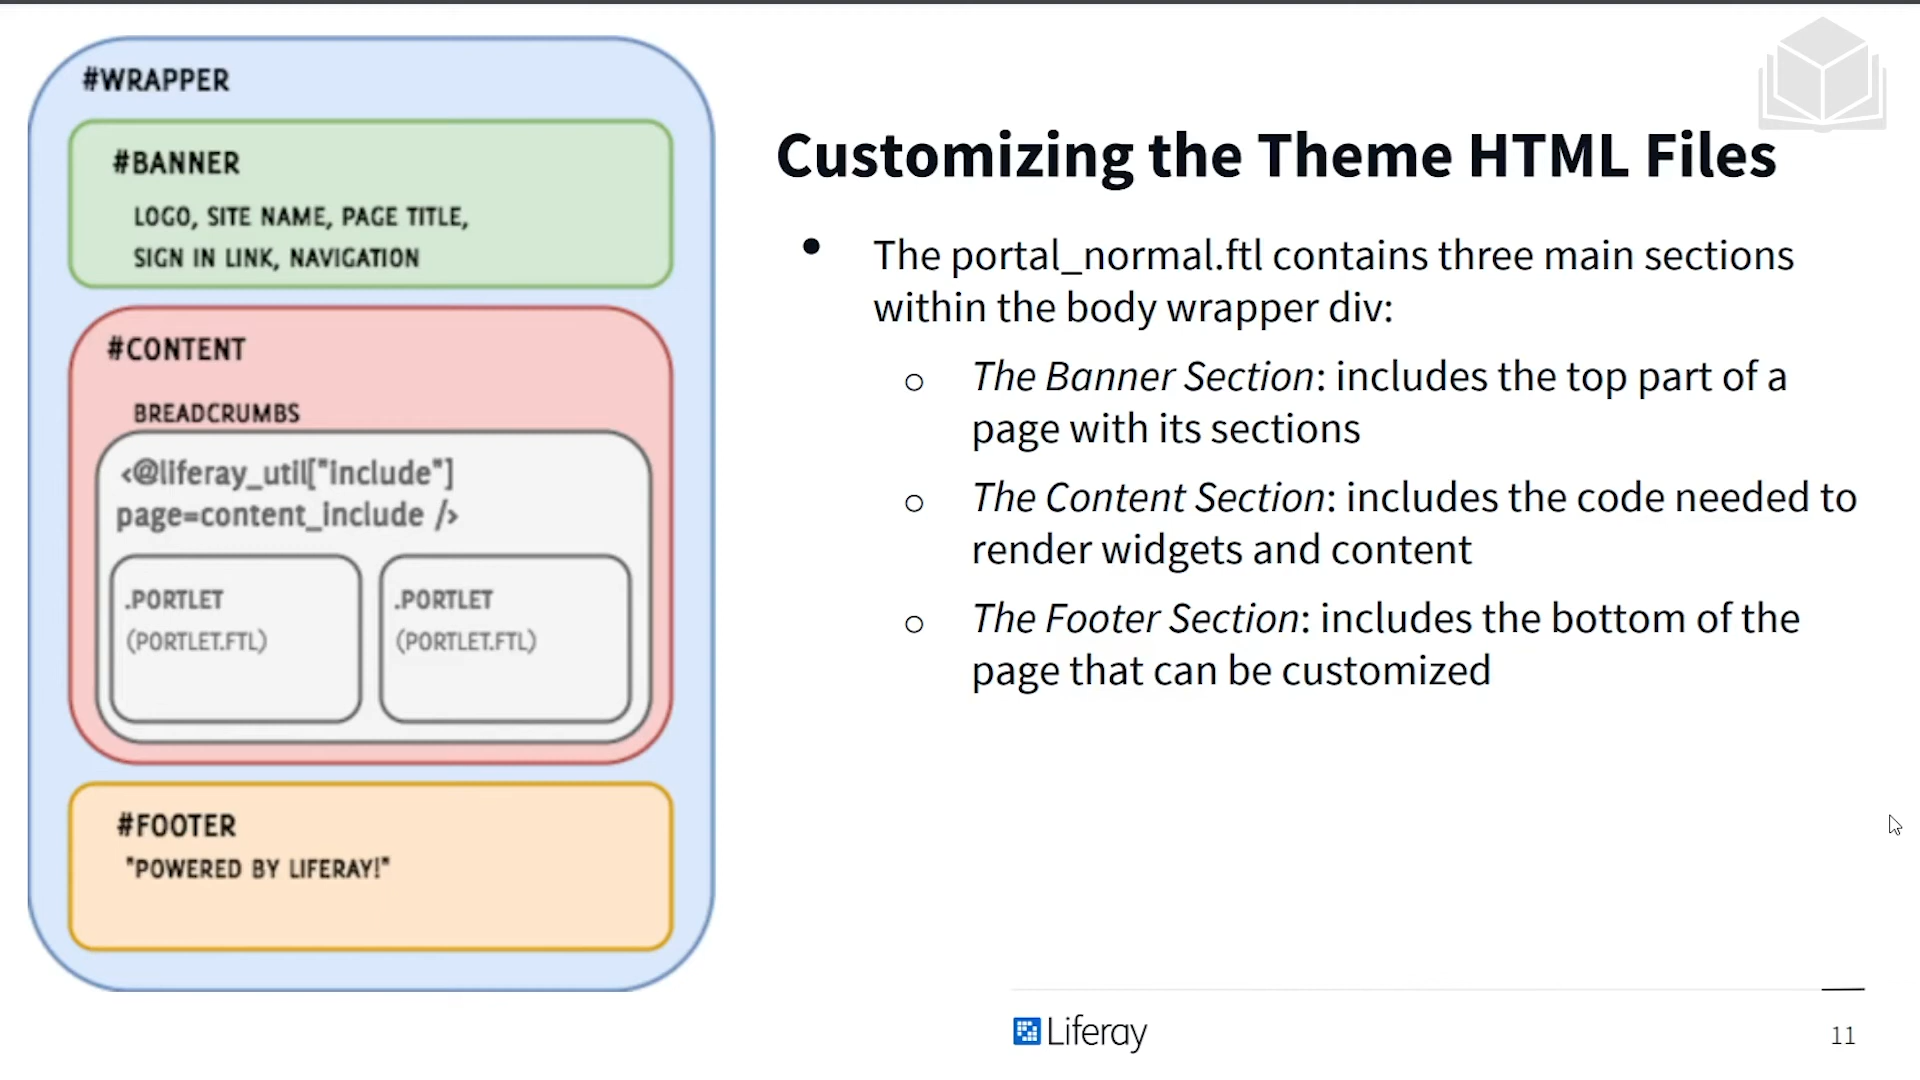 #WRAPPER
#BANNER
LOGO, SITE NAME, PAGE TITLE,
SIGN IN LINK, NAVIGATION
#CONTENT
BREADCRUMBS
<@liferay_util["include"]
page=content_include />
.PORTLET
(PORTLET.FTL)
.PORTLET
(PORTLET.FTL)
#FOOTER
"POWERED BY LIFERAY!"
Customizing the Theme HTML Files
• The portal_normal.ftl contains three main sections
within the body wrapper div:
○ The Banner Section: includes the top part of a
page with its sections
○ The Content Section: includes the code needed to
render widgets and content
○ The Footer Section: includes the bottom of the
page that can be customized
Liferay
11